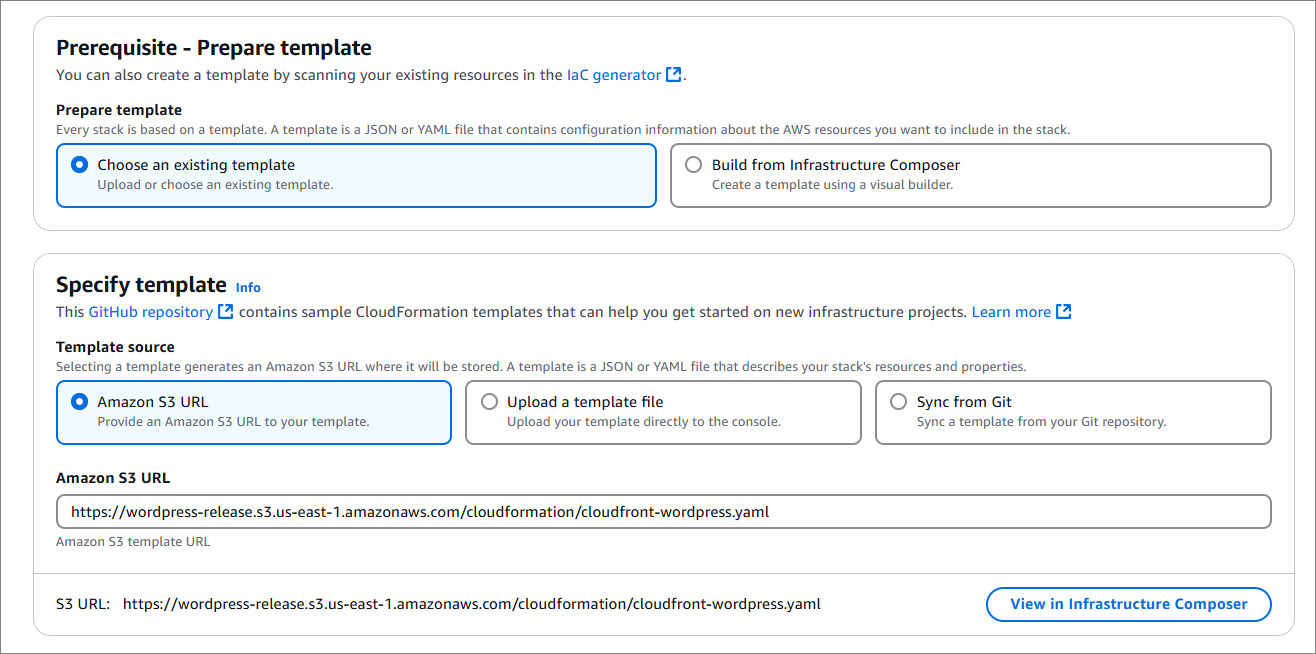 Prerequisite - Prepare template
You can also create a template by scanning your existing resources in the IaC generator.
Prepare template
Every stack is based on a template. A template is a JSON or YAML file that contains configuration information about the AWS resources you want to include in the stack.
Choose an existing template
Upload or choose an existing template.
Build from Infrastructure Composer
Create a template using a visual builder.
Specify template Info
This GitHub repository contains sample CloudFormation templates that can help you get started on new infrastructure projects. Learn more
Template source
Selecting a template generates an Amazon S3 URL where it will be stored. A template is a JSON or YAML file that describes your stack's resources and properties.
Amazon S3 URL
Provide an Amazon S3 URL to your template.
Upload a template file
Upload your template directly to the console.
Sync from Git
Sync a template from your Git repository.
Amazon S3 URL
https://wordpress-release.s3.us-east-1.amazonaws.com/cloudformation/cloudfront-wordpress.yaml
Amazon S3 template URL
S3 URL: https://wordpress-release.s3.us-east-1.amazonaws.com/cloudformation/cloudfront-wordpress.yaml
View in Infrastructure Composer